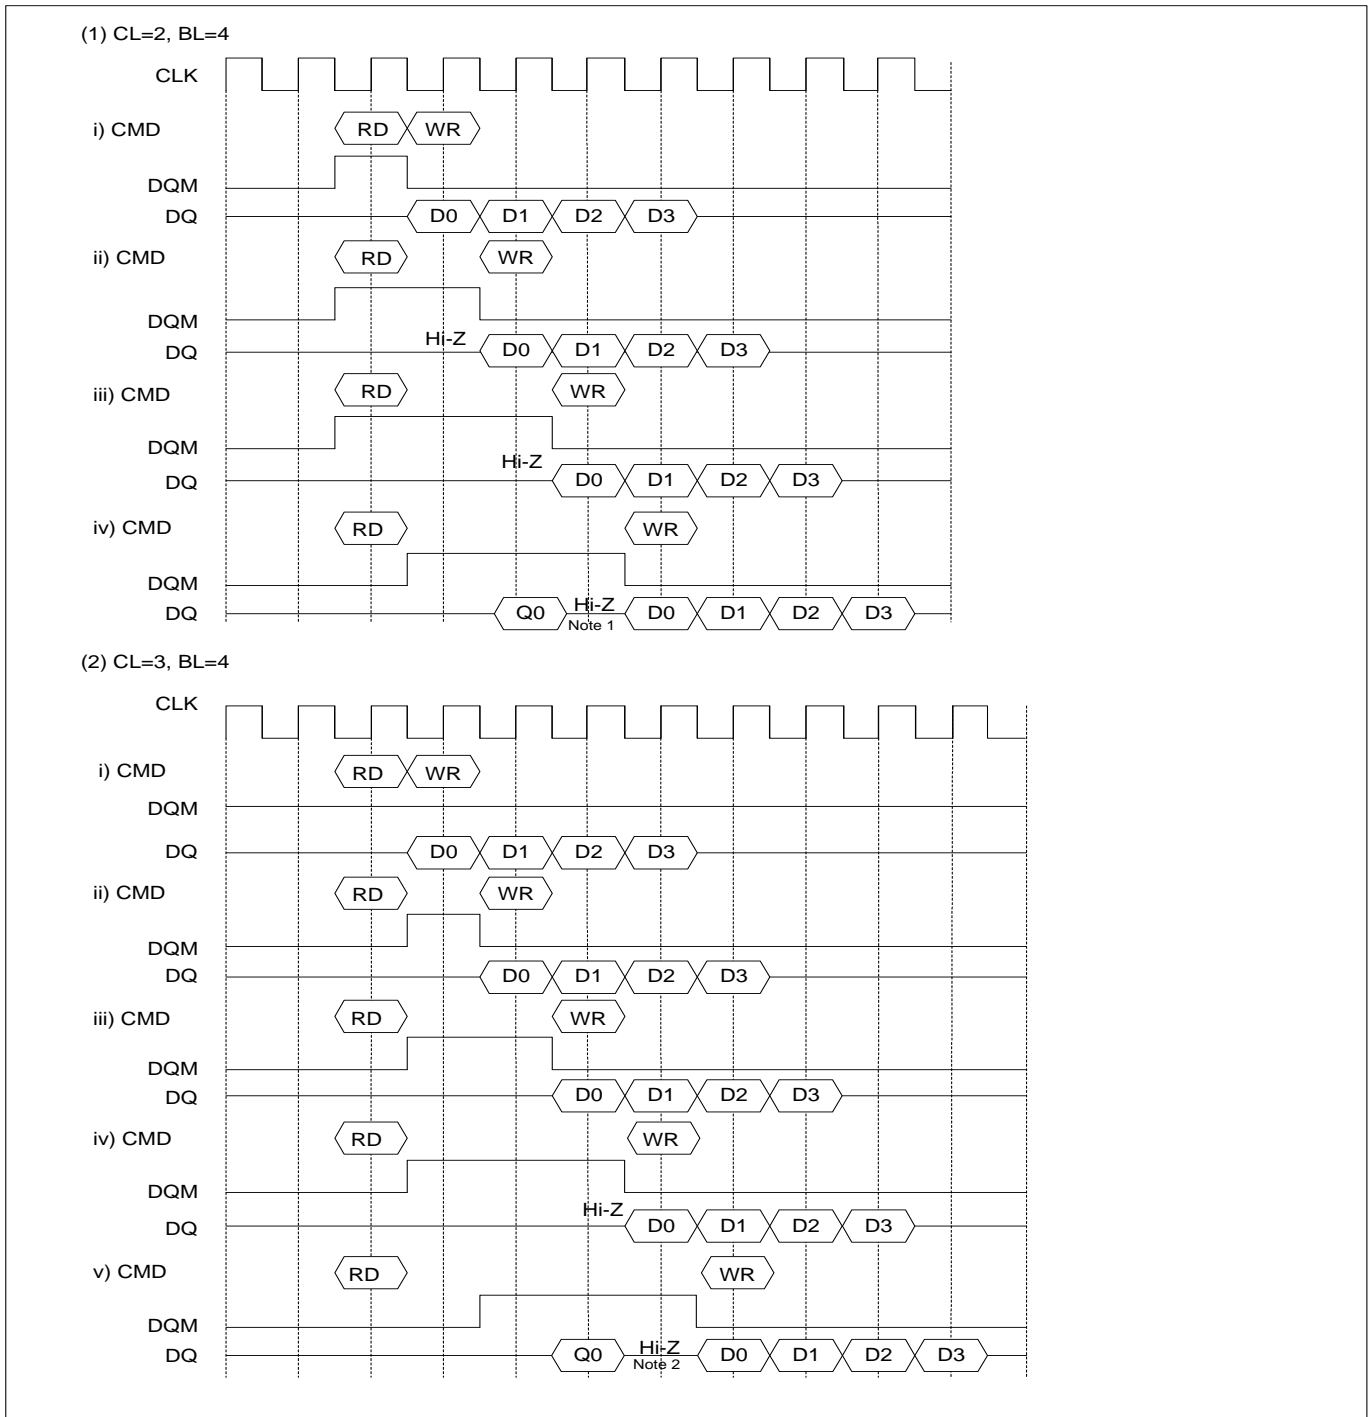 (1) CL=2, BL=4
CLK
i) CMD RD WR
DQM
DQ D0 D1 D2 D3
ii) CMD RD WR
DQM
Hi-Z
DQ D0 D1 D2 D3
iii) CMD RD WR
DQM
Hi-Z
DQ D0 D1 D2 D3
iv) CMD RD WR
DQM
DQ Q0 Hi-Z D0 D1 D2 D3
Note 1
(2) CL=3, BL=4
CLK
i) CMD RD WR
DQM
DQ D0 D1 D2 D3
ii) CMD RD WR
DQM
DQ D0 D1 D2 D3
iii) CMD RD WR
DQM
DQ D0 D1 D2 D3
iv) CMD RD WR
DQM
Hi-Z
DQ D0 D1 D2 D3
v) CMD RD WR
DQM
DQ Q0 Hi-Z D0 D1 D2 D3
Note 2